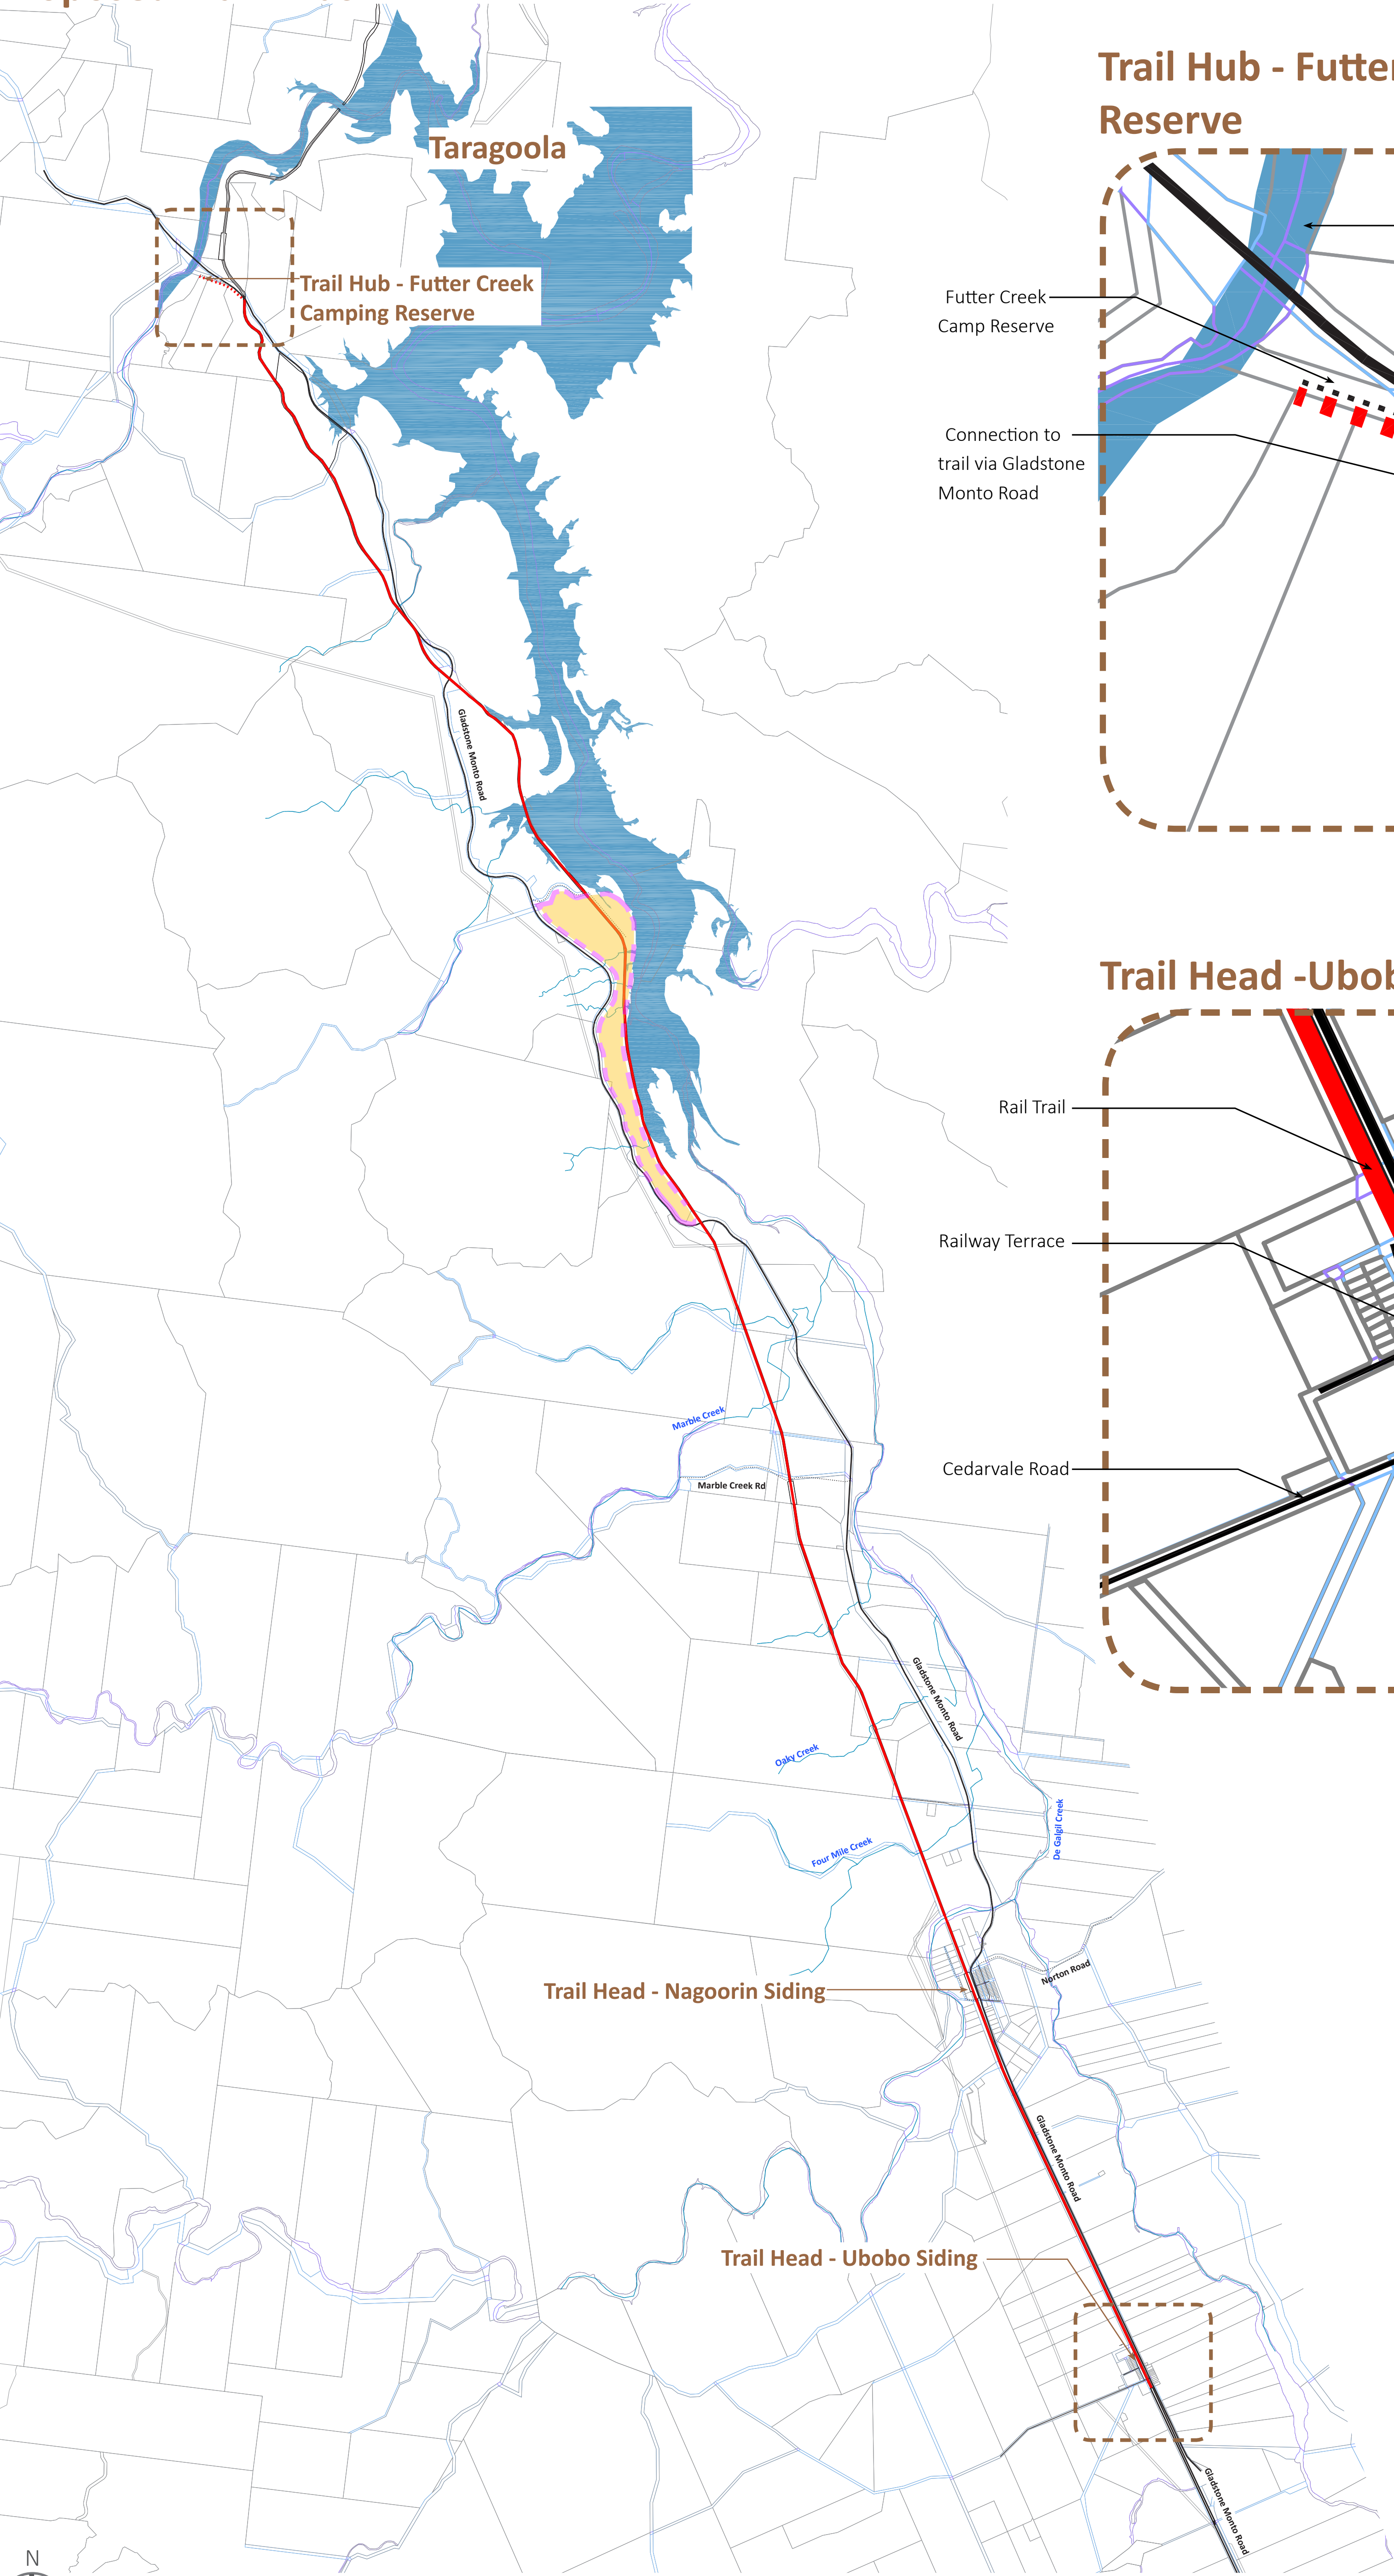 Taragoola
Trail Hub - Futter Creek
Camping Reserve
Gladstone Monto Road
Marble Creek
Marble Creek Rd
Gladstone Monto Road
Oaky Creek
Four Mile Creek
De Galgil Creek
Trail Head - Nagoorin Siding
Norton Road
Gladstone Monto Road
Trail Head - Ubobo Siding
Gladstone Monto Road
N
Trail Hub - Futter
Reserve
Futter Creek
Camp Reserve
Connection to
trail via Gladstone
Monto Road
Trail Head -Ubob
Rail Trail
Railway Terrace
Cedarvale Road